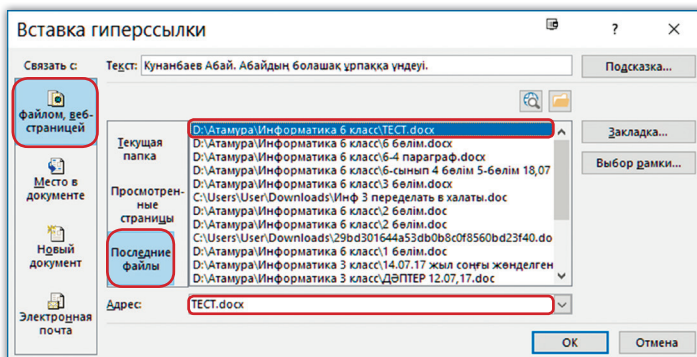 Вставка гиперссылки
?
Связать с:
Текст: Кунанбаев Абай. Абайдың болашақ ұрпаққа үндеуі.
Подсказка...
файлом, веб-
страницей
Место в
документе
Новый
документ
Электронная
почта
Текущая
папка
Просмотрен-
ные
страницы
Последние
файлы
D:\Атамура\Информатика 6 класс\ТЕСТ.docx
D:\Атамура\Информатика 6 класс\6 бөлім.docx
D:\Атамура\Информатика 6 класс\6-4 параграф.docx
D:\Атамура\Информатика 6 класс\6-сынып 4 бөлім 5-бөлім 18,07
D:\Атамура\Информатика 6 класс\3 бөлім.docx
C:\Users\User\Downloads\Инф 3 переделать в халаты.doc
D:\Атамура\Информатика 6 класс\2 бөлім.doc
D:\Атамура\Информатика 6 класс\2 бөлім.doc
C:\Users\User\Downloads\29bd301644a53db0b8c0f8560bd23f40.do
D:\Атамура\Информатика 6 класс\1 бөлім.doc
D:\Атамура\Информатика 3 класс\14.07.17 жыл соңғы жөнделген
D:\Атамура\Информатика 3 класс\ДӘПТЕР 12.07,17.doc
Закладка...
Выбор рамки...
Адрес:
ТЕСТ.docx
ОК
Отмена